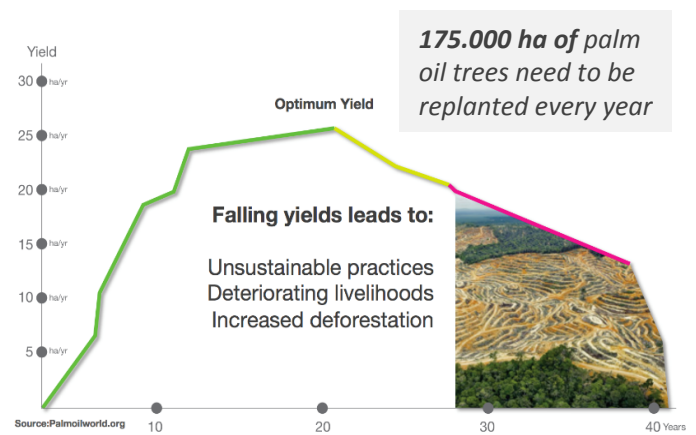 175.000 ha of palm
oil trees need to be
replanted every year
Yield
30 ha/yr
Optimum Yield
25 ha/yr
20 ha/yr
Falling yields leads to:
15 ha/yr
Unsustainable practices
10 ha/yr
Deteriorating livelihoods
Increased deforestation
5 ha/yr
Source:Palmoilworld.org
10
20
30
40 Years